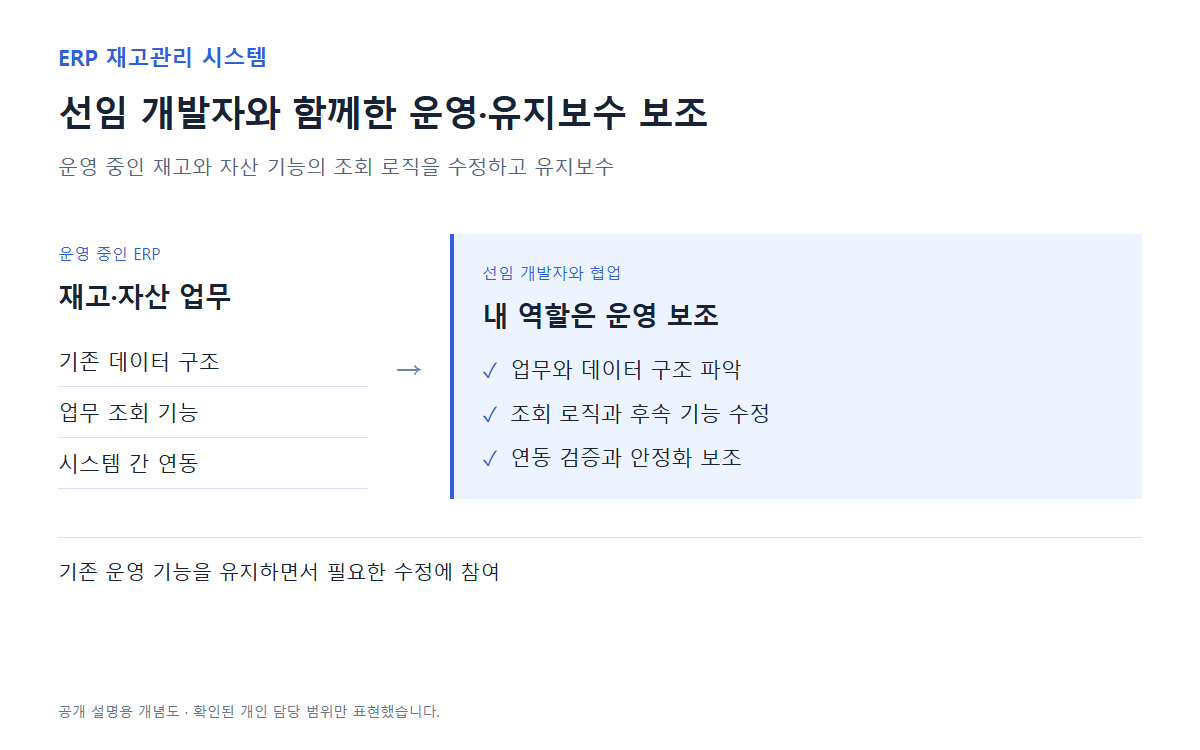 ERP 재고관리 시스템
선임 개발자와 함께한 운영·유지보수 보조
운영 중인 재고와 자산 기능의 조회 로직을 수정하고 유지보수
운영 중인 ERP
재고·자산 업무
기존 데이터 구조
업무 조회 기능
시스템 간 연동
→
선임 개발자와 협업
내 역할은 운영 보조
✓ 업무와 데이터 구조 파악
✓ 조회 로직과 후속 기능 수정
✓ 연동 검증과 안정화 보조
기존 운영 기능을 유지하면서 필요한 수정에 참여
공개 설명용 개념도 · 확인된 개인 담당 범위만 표현했습니다.